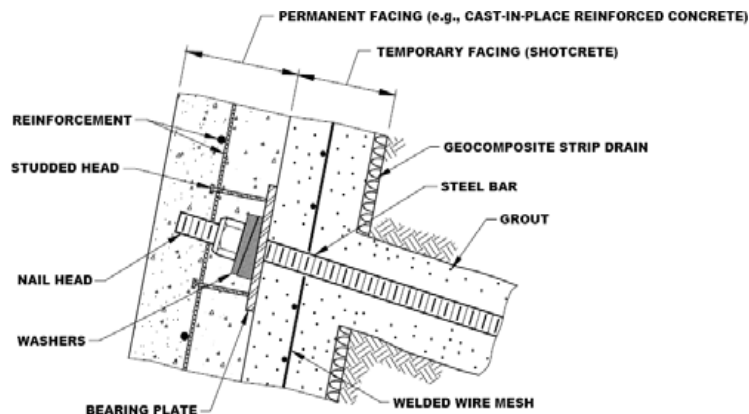 PERMANENT FACING (e.g., CAST-IN-PLACE REINFORCED CONCRETE)
TEMPORARY FACING (SHOTCRETE)
REINFORCEMENT
GEOCOMPOSITE STRIP DRAIN
STUDDED HEAD
STEEL BAR
GROUT
NAIL HEAD
WASHERS
WELDED WIRE MESH
BEARING PLATE